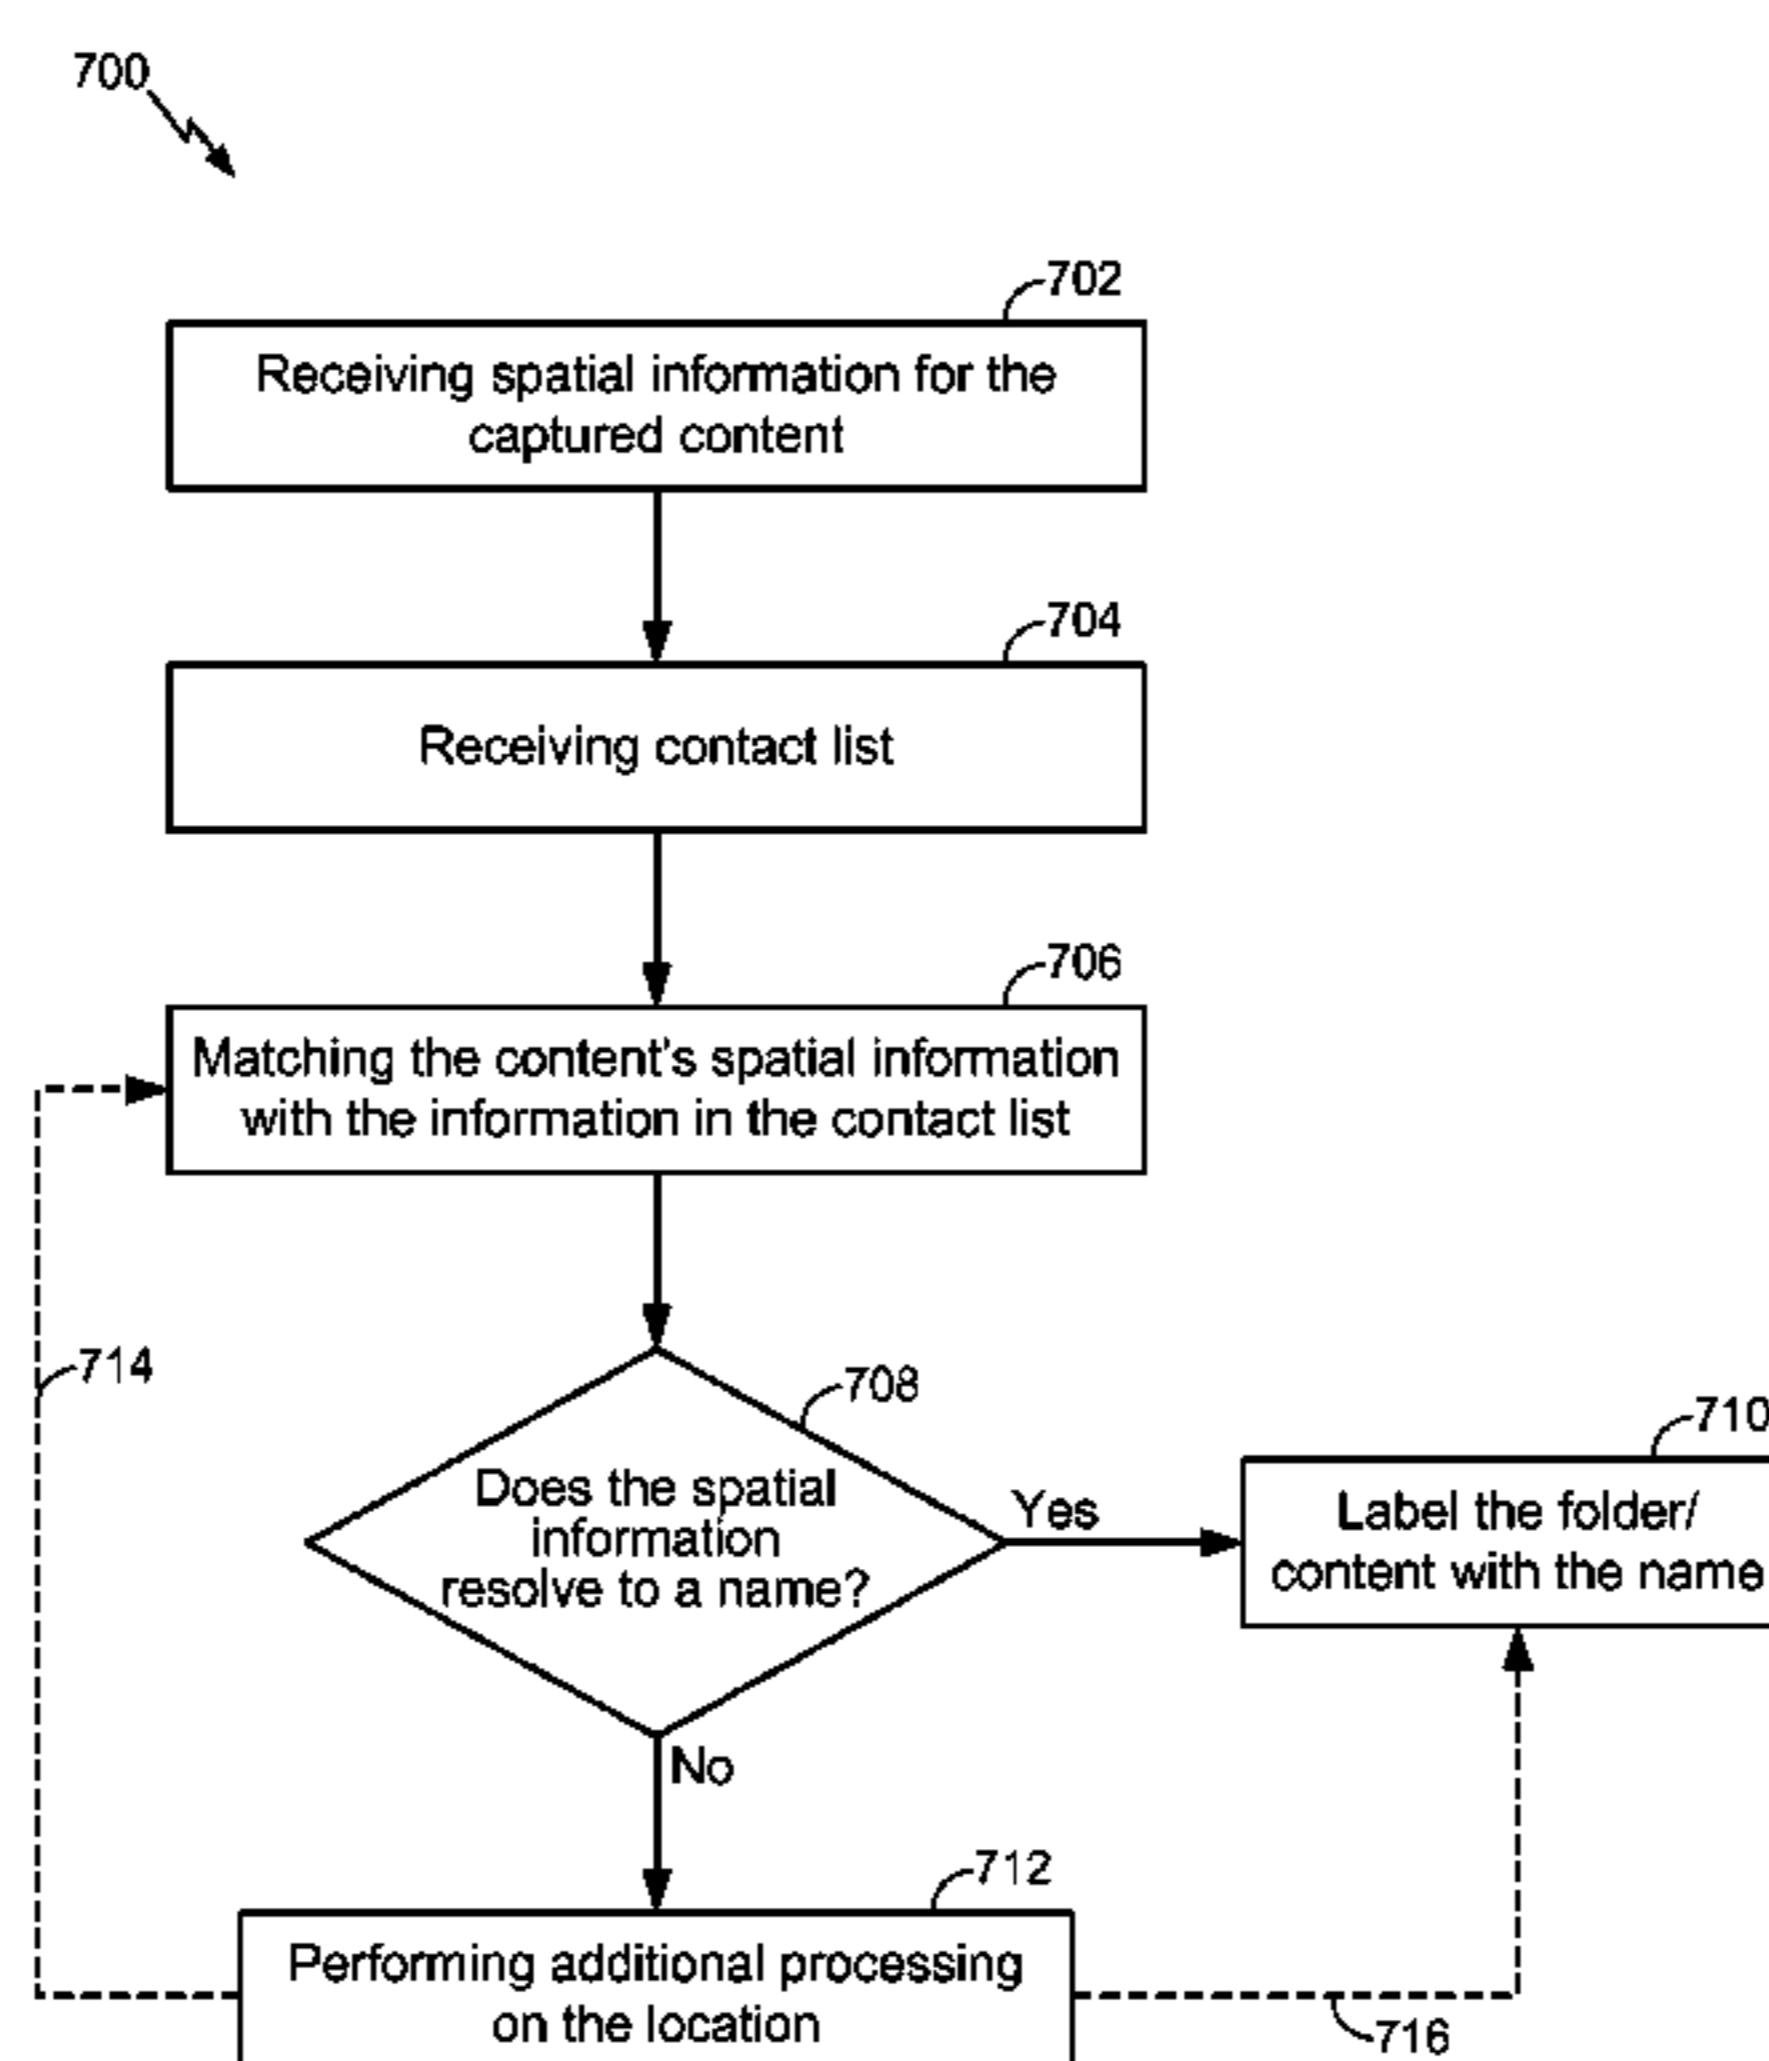 700
702
Receiving spatial information for the
captured content
704
Receiving contact list
706
Matching the content's spatial information
with the information in the contact list
714
708
Does the spatial
information
resolve to a name?
Yes
710
Label the folder/
content with the name
No
712
Performing additional processing
on the location
716